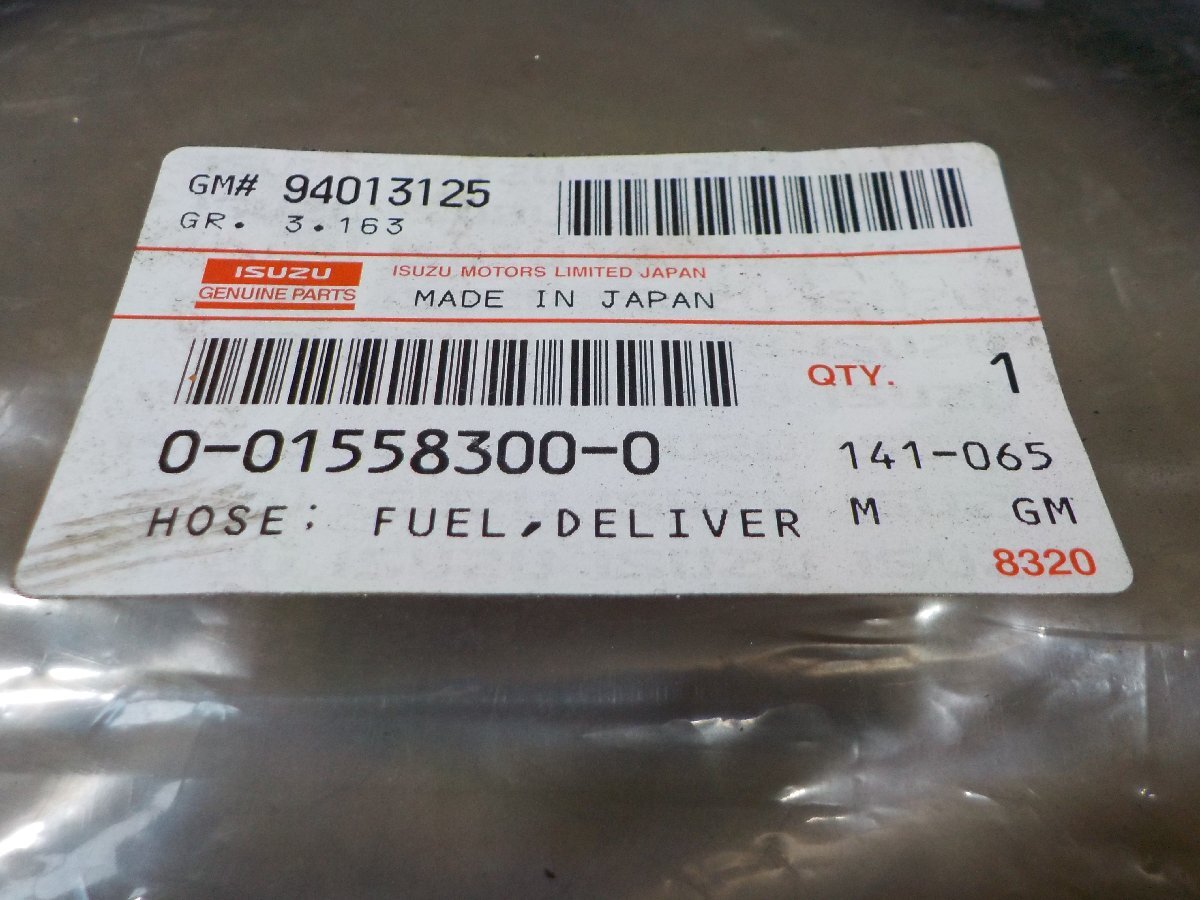 GM# 94013125
GR. 3.163
ISUZU
GENUINE PARTS
ISUZU MOTORS LIMITED JAPAN
MADE IN JAPAN
QTY. 1
0-01558300-0
141-065
HOSE; FUEL,DELIVER
M GM
8320